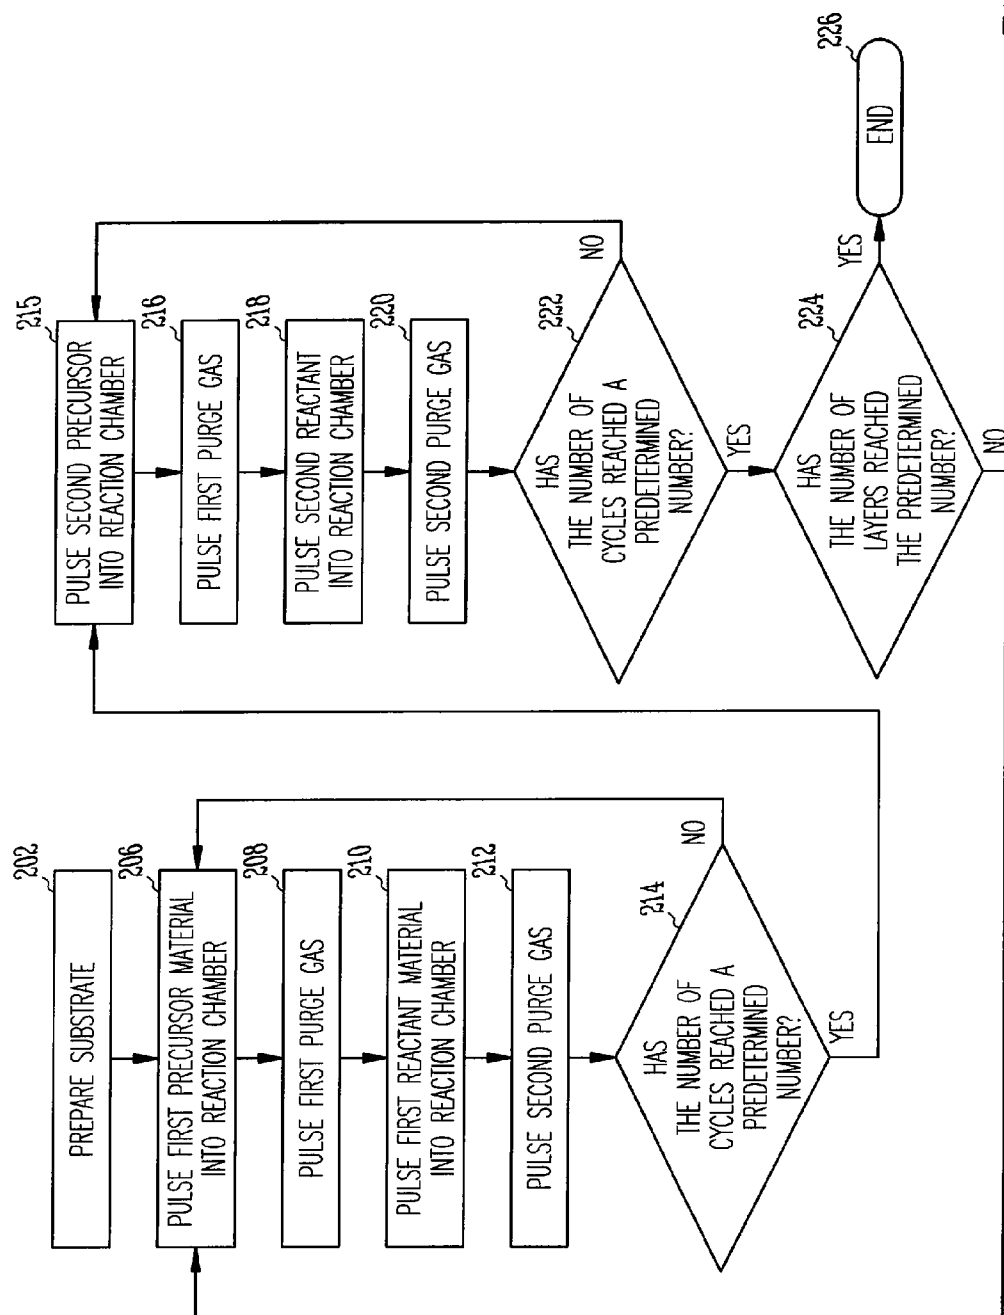 202
PREPARE SUBSTRATE
206
PULSE FIRST PRECURSOR MATERIAL
INTO REACTION CHAMBER
208
PULSE FIRST PURGE GAS
210
PULSE FIRST REACTANT MATERIAL
INTO REACTION CHAMBER
212
PULSE SECOND PURGE GAS
214
HAS
THE NUMBER OF
CYCLES REACHED A
PREDETERMINED
NUMBER?
NO
YES
215
PULSE SECOND PRECURSOR
INTO REACTION CHAMBER
216
PULSE FIRST PURGE GAS
218
PULSE SECOND REACTANT
INTO REACTION CHAMBER
220
PULSE SECOND PURGE GAS
222
HAS
THE NUMBER OF
CYCLES REACHED A
PREDETERMINED
NUMBER?
NO
YES
224
HAS
THE NUMBER OF
LAYERS REACHED
THE PREDETERMINED
NUMBER?
YES
NO
226
END